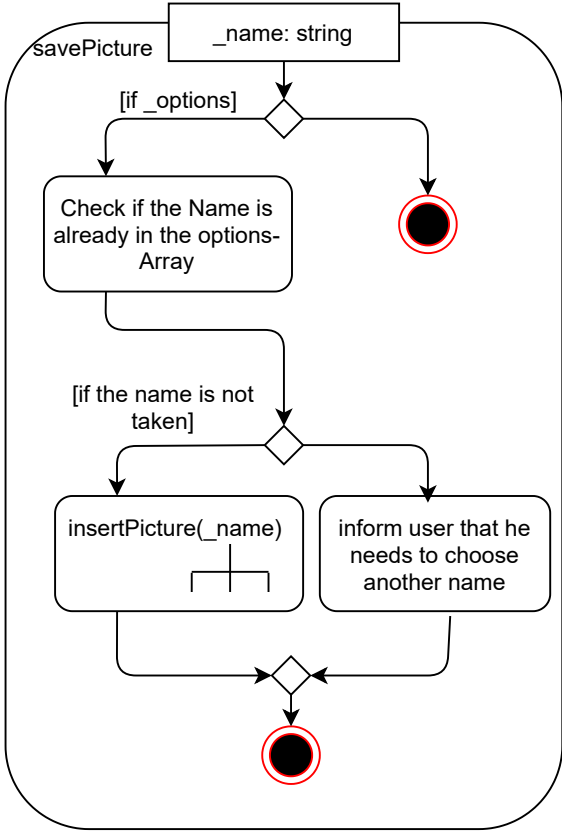 _name: string
savePicture
[if _options]
Check if the Name is
already in the options-
Array
[if the name is not
taken]
insertPicture(_name)
inform user that he
needs to choose
another name